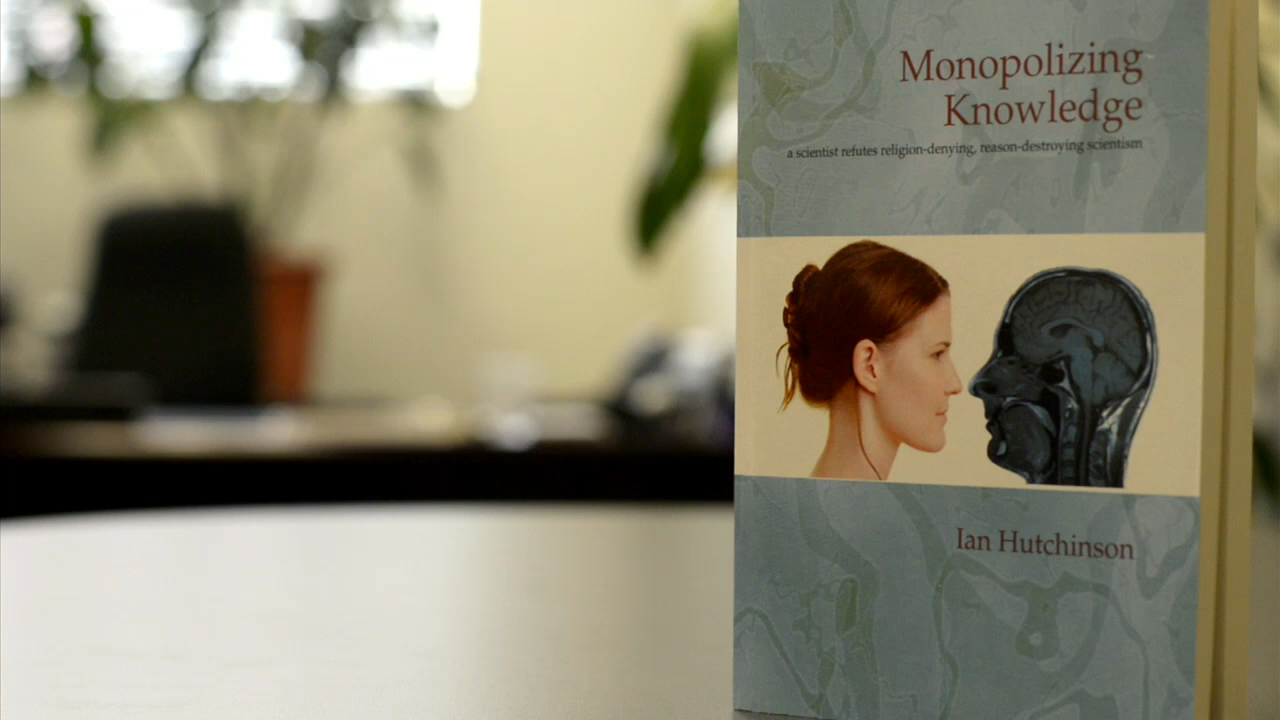 Monopolizing
Knowledge
a scientist refutes religion-denying, reason-destroying scientism
Ian Hutchinson